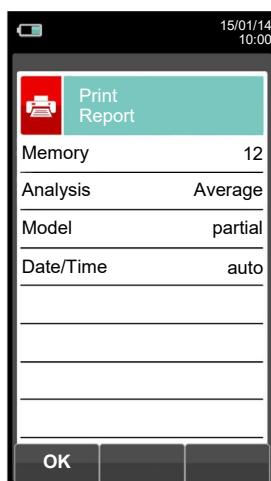 15/01/14
10:00
Print
Report
Memory 12
Analysis Average
Model partial
Date/Time auto
OK